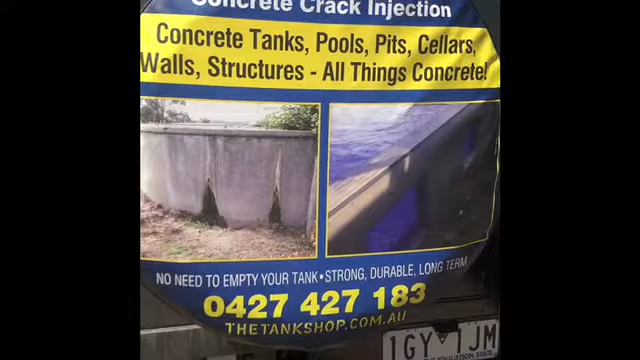 Concrete Crack Injection
Concrete Tanks, Pools, Pits, Cellars,
Walls, Structures - All Things Concrete!
NO NEED TO EMPTY YOUR TANK•STRONG, DURABLE, LONG TERM
0427 427 183
THETANKSHOP.COM.AU
1GY 1JM